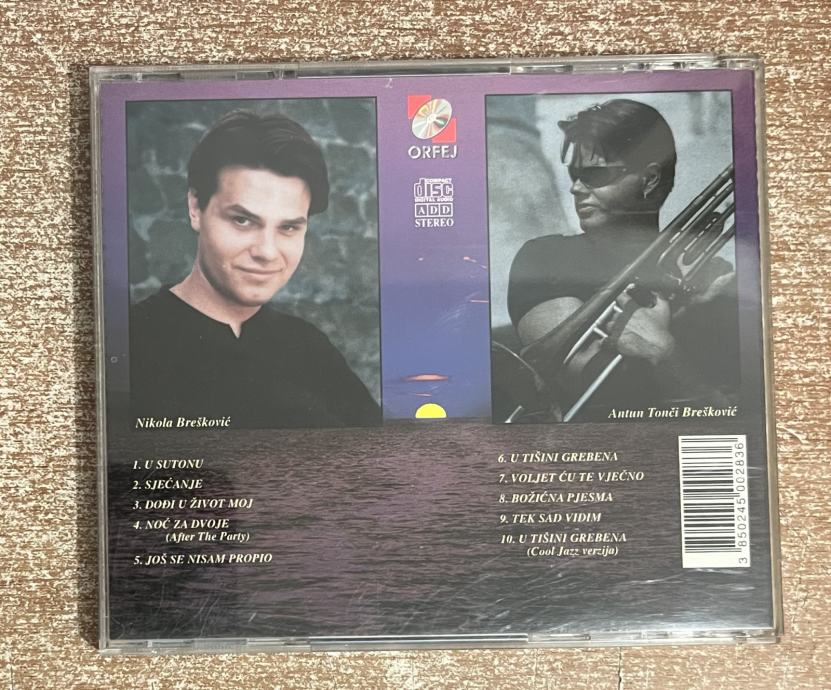 ORFEJ
COMPACT
disc
DIGITAL AUDIO
ADD
STEREO
Nikola Brešković
Antun Tonči Brešković
1. U SUTONU
2. SJEĆANJE
3. DOĐI U ŽIVOT MOJ
4. NOĆ ZA DVOJE
(After The Party)
5. JOŠ SE NISAM PROPIO
6. U TIŠINI GREBENA
7. VOLJET ĆU TE VJEČNO
8. BOŽIĆNA PJESMA
9. TEK SAD VIDIM
10. U TIŠINI GREBENA
(Cool Jazz verzija)
3 850245 002836